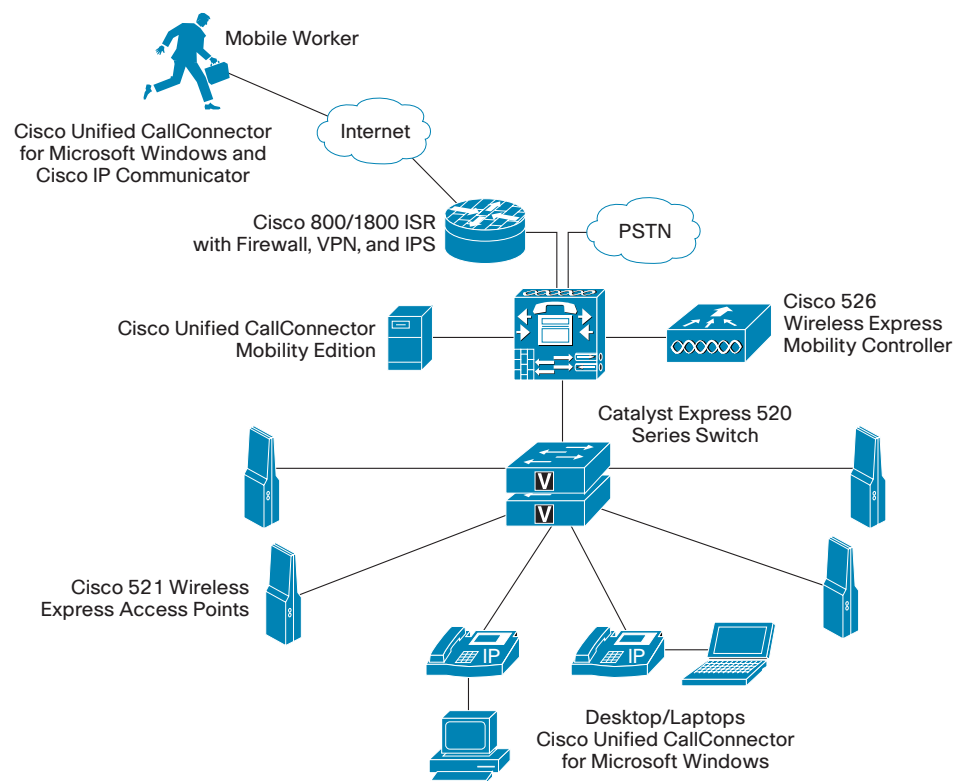 Mobile Worker
Internet
Cisco Unified CallConnector
for Microsoft Windows and
Cisco IP Communicator
Cisco 800/1800 ISR
with Firewall, VPN, and IPS
PSTN
Cisco Unified CallConnector
Mobility Edition
Cisco 526
Wireless Express
Mobility Controller
Catalyst Express 520
Series Switch
V
V
Cisco 521 Wireless
Express Access Points
IP
IP
Desktop/Laptops
Cisco Unified CallConnector
for Microsoft Windows